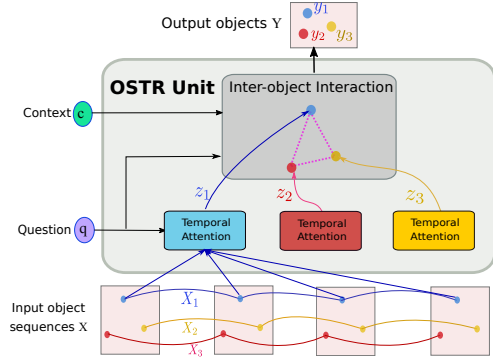 Output objects Y
y1
y2 y3
OSTR Unit
Inter-object Interaction
Context c
z1 z2 z3
Question q
Temporal Attention
Temporal Attention
Temporal Attention
Input object
sequences X
X1
X2
X3